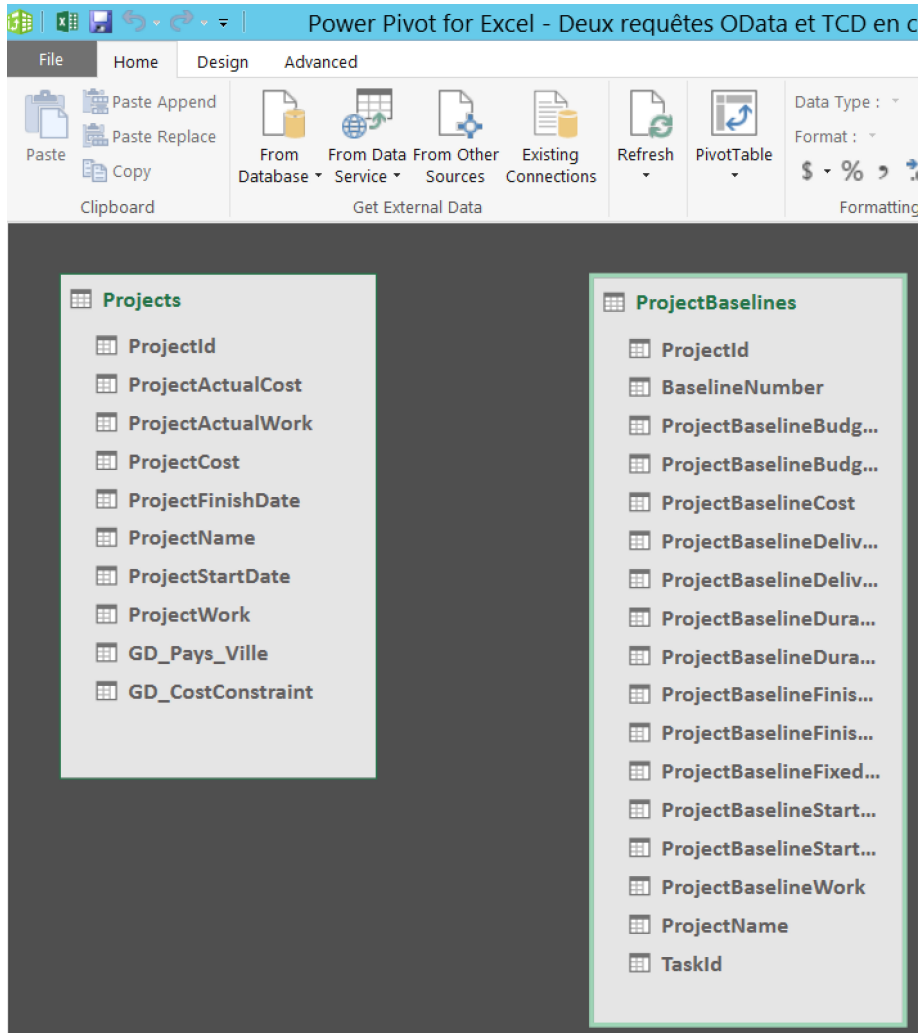 Power Pivot for Excel - Deux requêtes OData et TCD en c
File Home Design Advanced
Paste
Paste Append
Paste Replace
Copy
Clipboard
From Database
From Data Service
From Other Sources
Existing Connections
Get External Data
Refresh
PivotTable
Data Type :
Format :
$ % ,
Formatting
Projects
ProjectId
ProjectActualCost
ProjectActualWork
ProjectCost
ProjectFinishDate
ProjectName
ProjectStartDate
ProjectWork
GD_Pays_Ville
GD_CostConstraint
ProjectBaselines
ProjectId
BaselineNumber
ProjectBaselineBudg...
ProjectBaselineBudg...
ProjectBaselineCost
ProjectBaselineDeliv...
ProjectBaselineDeliv...
ProjectBaselineDura...
ProjectBaselineDura...
ProjectBaselineFinis...
ProjectBaselineFinis...
ProjectBaselineFixed...
ProjectBaselineStart...
ProjectBaselineStart...
ProjectBaselineWork
ProjectName
TaskId